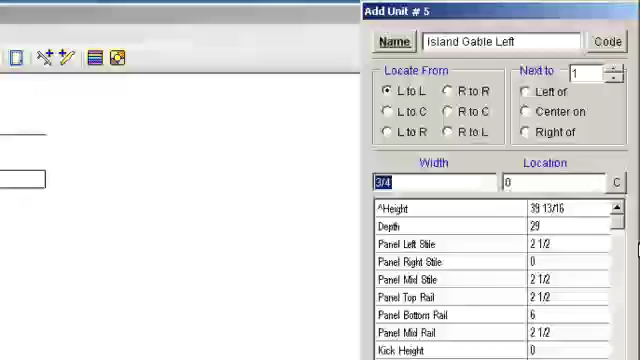 Add Unit # 5
Name Island Gable Left Code
Locate From Next to 1
L to L R to R Left of
L to C R to C Center on
L to R R to L Right of
Width Location
3/4 0 C
^Height 39 13/16
Depth 29
Panel Left Stile 2 1/2
Panel Right Stile 0
Panel Mid Stile 2 1/2
Panel Top Rail 2 1/2
Panel Bottom Rail 6
Panel Mid Rail 2 1/2
Kick Height 0